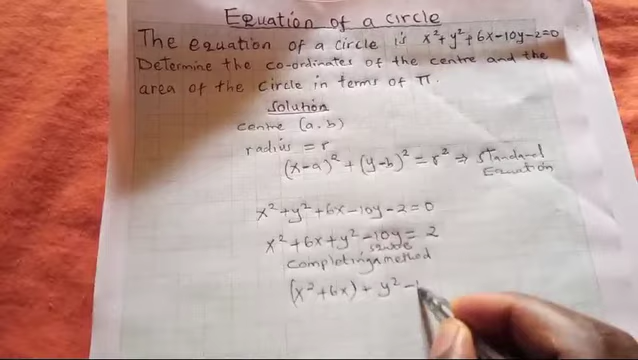 Equation of a circle
The equation of a circle is x²+y²+6x-10y-2=0
Determine the co-ordinates of the centre and the
area of the circle in terms of π.
Solution
centre (a,b)
radius = r
(x-a)² + (y-b)² = r² ⇒ standard
Equation
x²+y²+6x-10y-2=0
x²+6x+y²-10y= 2
Completing method
(x²+6x) + y² -